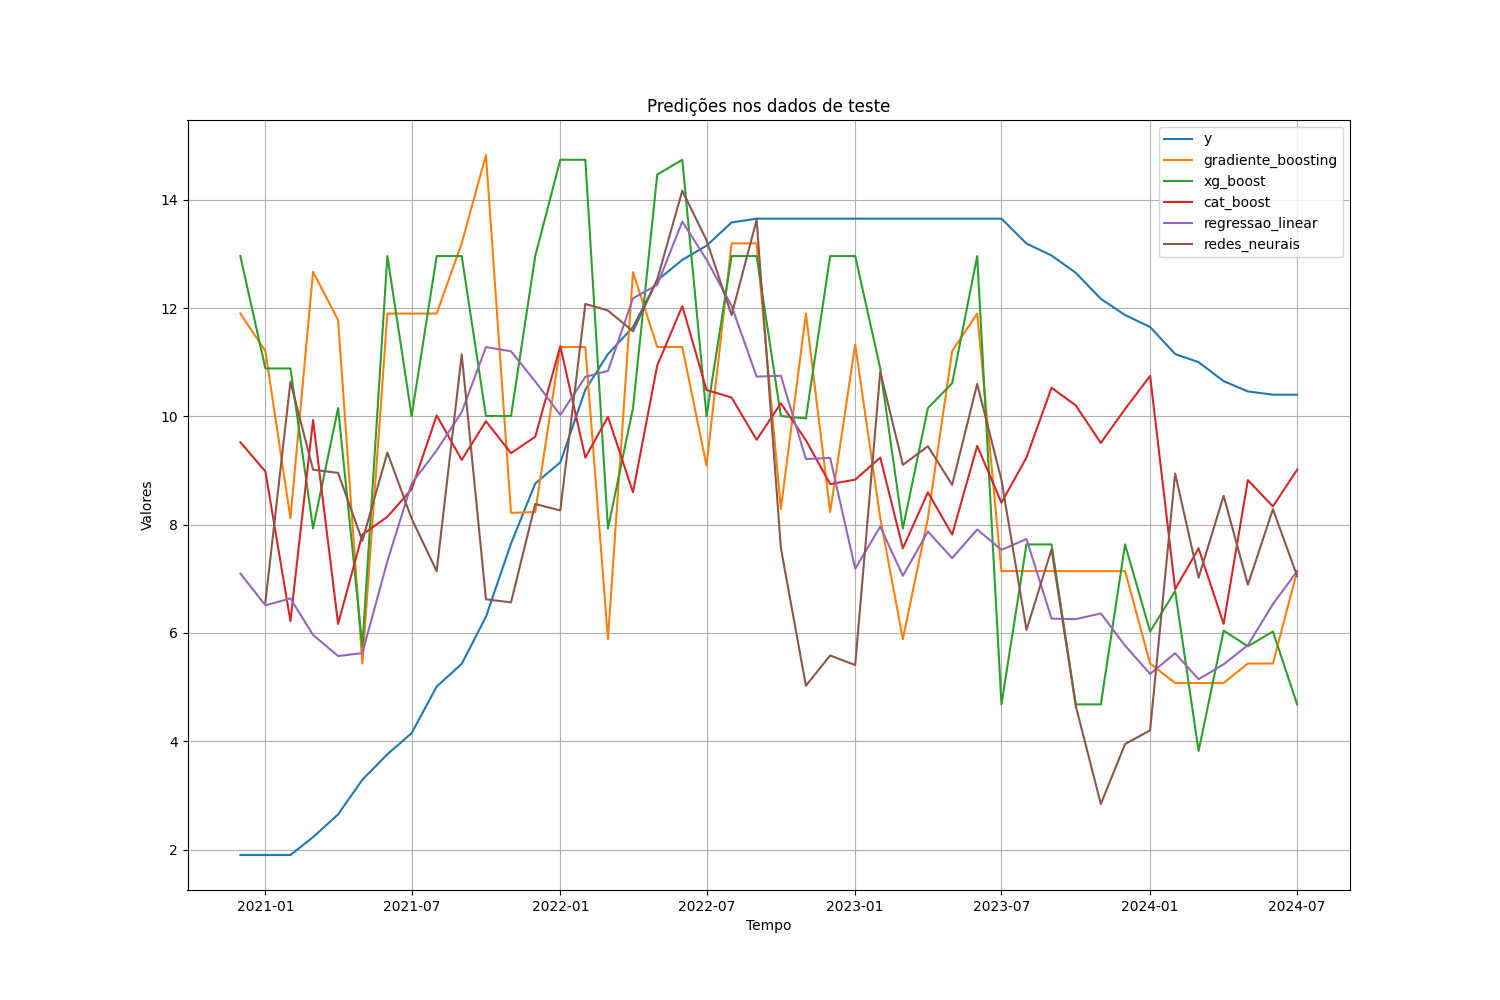 Predições nos dados de teste
y
gradiente_boosting
xg_boost
cat_boost
regressao_linear
redes_neurais
Valores
14
12
10
8
6
4
2
2021-01 2021-07 2022-01 2022-07 2023-01 2023-07 2024-01 2024-07
Tempo